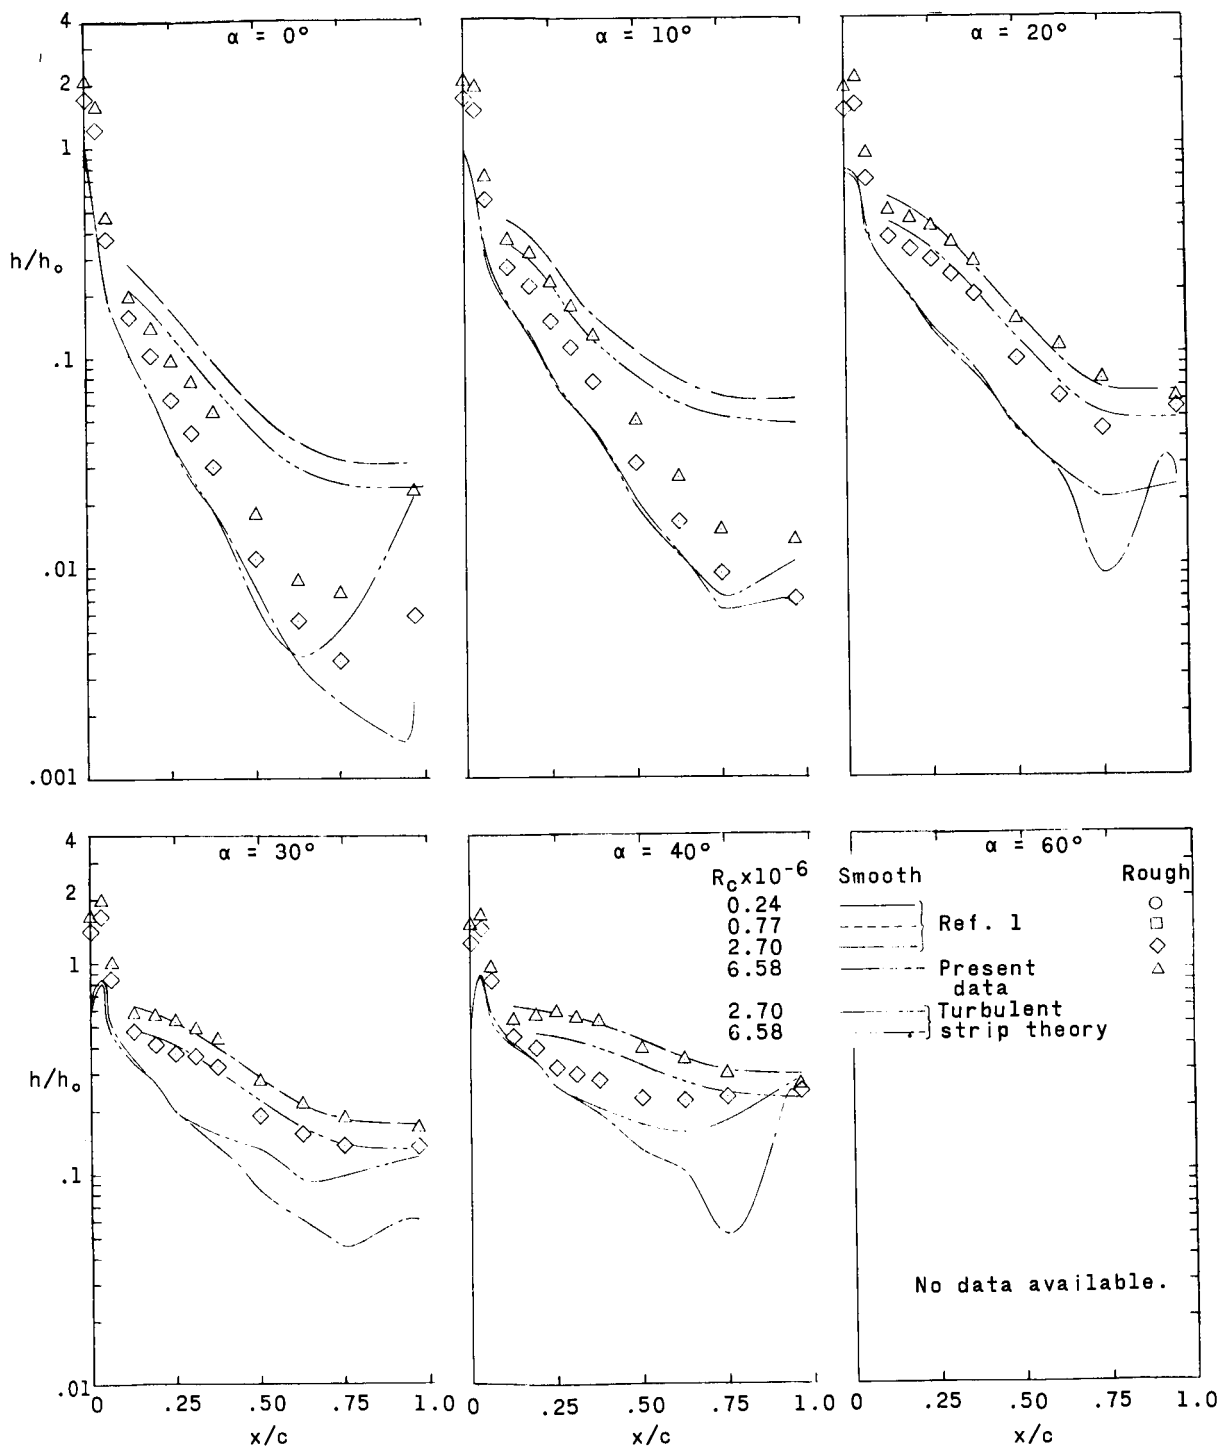 α = 0°
α = 10°
α = 20°
4
2
1
h/h₀
.1
.01
.001
α = 30°
α = 40°
α = 60°
4
2
1
h/h₀
.1
.01
R_c x10⁻⁶ Smooth Rough
0.24
0.77 Ref. 1
2.70
6.58 Present
data
2.70 Turbulent
6.58 strip theory
No data available.
0 .25 .50 .75 1.0
0 .25 .50 .75 1.0
0 .25 .50 .75 1.0
x/c
x/c
x/c